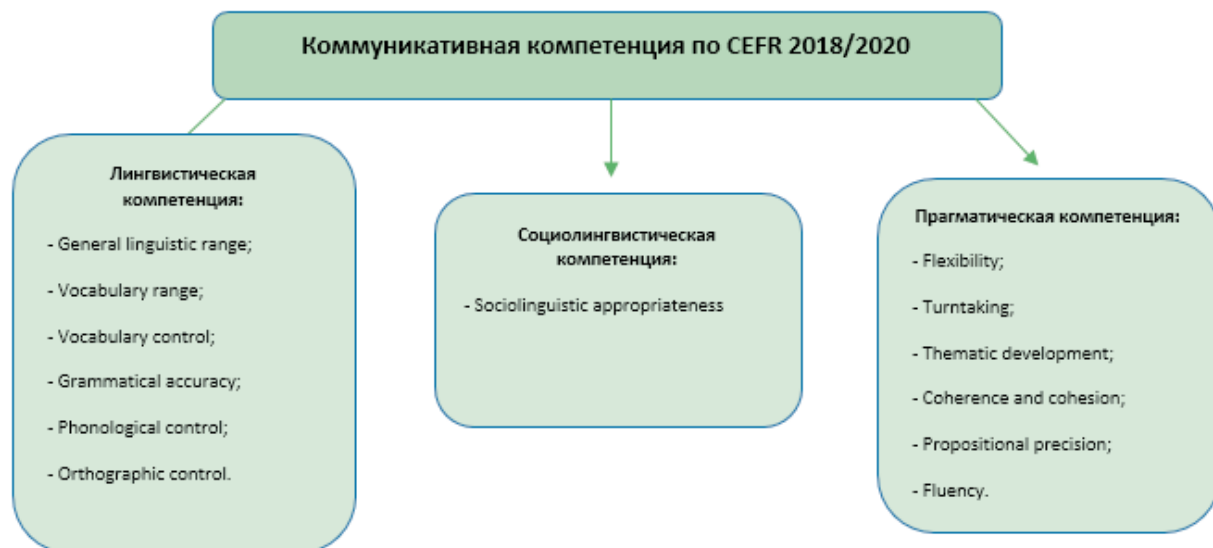 Коммуникативная компетенция по CEFR 2018/2020
Лингвистическая
компетенция:
- General linguistic range;
- Vocabulary range;
- Vocabulary control;
- Grammatical accuracy;
- Phonological control;
- Orthographic control.
Социолингвистическая
компетенция:
- Sociolinguistic appropriateness
Прагматическая компетенция:
- Flexibility;
- Turntaking;
- Thematic development;
- Coherence and cohesion;
- Propositional precision;
- Fluency.